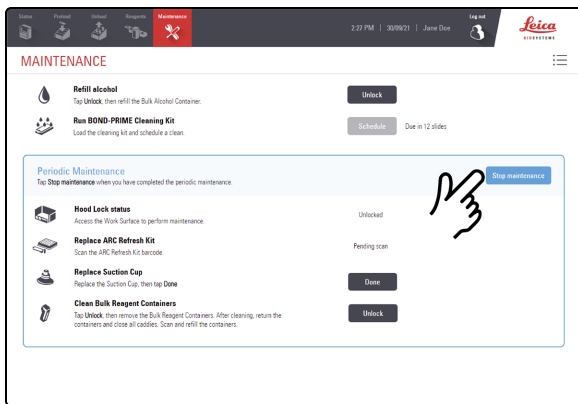 Status Preload Unload Reagents Maintenance
2:27 PM | 30/09/21 | Jane Doe
Log out
Leica
BIOSYSTEMS
MAINTENANCE
Refill alcohol
Tap Unlock, then refill the Bulk Alcohol Container.
Unlock
Run BOND-PRIME Cleaning Kit
Load the cleaning kit and schedule a clean.
Schedule
Due in 12 slides
Periodic Maintenance
Tap Stop maintenance when you have completed the periodic maintenance.
Stop maintenance
Hood Lock status
Access the Work Surface to perform maintenance.
Unlocked
Replace ARC Refresh Kit
Scan the ARC Refresh Kit barcode.
Pending scan
Replace Suction Cup
Replace the Suction Cup, then tap Done
Done
Clean Bulk Reagent Containers
Tap Unlock, then remove the Bulk Reagent Containers. After cleaning, return the
containers and close all caddies. Scan and refill the containers.
Unlock